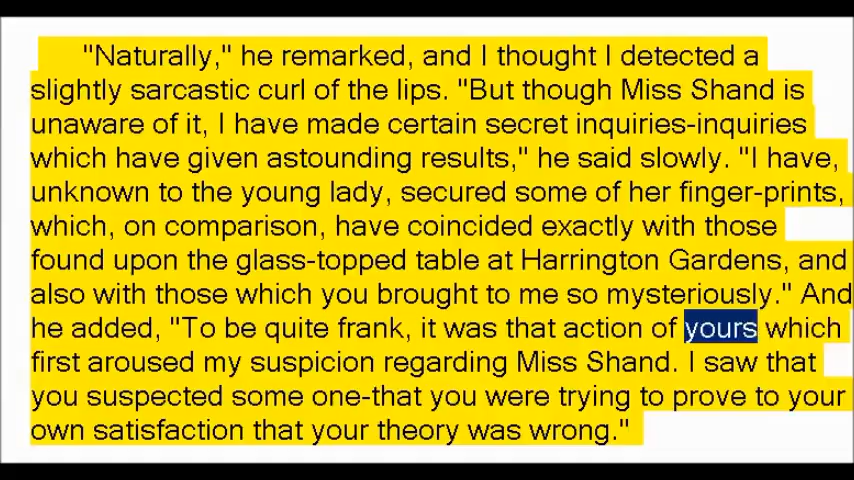 "Naturally," he remarked, and I thought I detected a
slightly sarcastic curl of the lips. "But though Miss Shand is
unaware of it, I have made certain secret inquiries-inquiries
which have given astounding results," he said slowly. "I have,
unknown to the young lady, secured some of her finger-prints,
which, on comparison, have coincided exactly with those
found upon the glass-topped table at Harrington Gardens, and
also with those which you brought to me so mysteriously." And
he added, "To be quite frank, it was that action of yours which
first aroused my suspicion regarding Miss Shand. I saw that
you suspected some one-that you were trying to prove to your
own satisfaction that your theory was wrong."